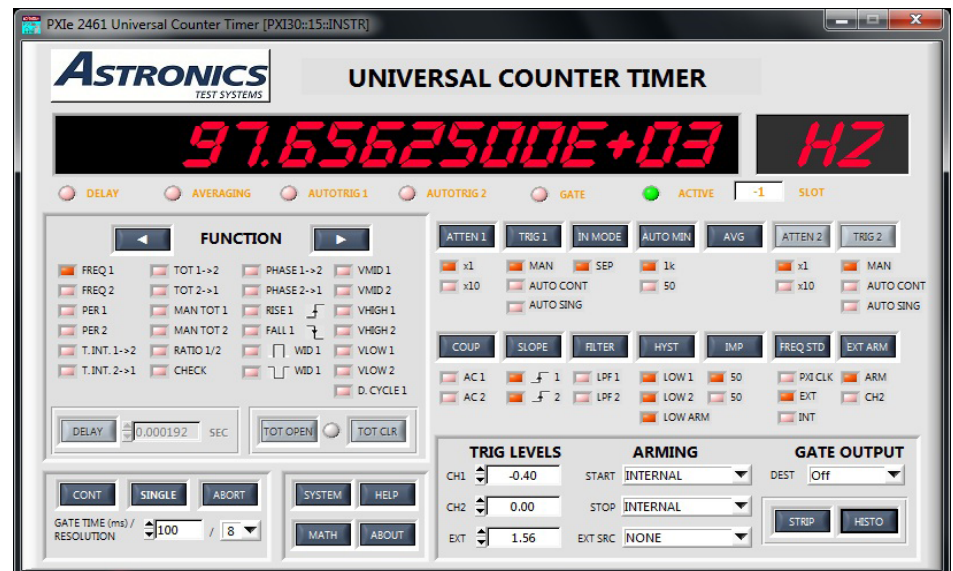 PXIe 2461 Universal Counter Timer [PXI30::15::INSTR]
ASTRONICS
TEST SYSTEMS
UNIVERSAL COUNTER TIMER
97.6562500E+03 HZ
DELAY AVERAGING AUTOTRIG 1 AUTOTRIG 2 GATE ACTIVE -1 SLOT
FUNCTION
FREQ 1 TOT 1->2 PHASE 1->2 VMID 1
FREQ 2 TOT 2->1 PHASE 2->1 VMID 2
PER 1 MAN TOT 1 RISE 1 VHIGH 1
PER 2 MAN TOT 2 FALL 1 VHIGH 2
T.INT. 1->2 RATIO 1/2 WID 1 VLOW 1
T.INT. 2->1 CHECK WID 1 VLOW 2
D. CYCLE 1
DELAY 0.000192 SEC TOT OPEN TOT CLR
CONT SINGLE ABORT SYSTEM HELP
GATE TIME (ms) /
RESOLUTION 100 / 8 MATH ABOUT
ATTEN 1 TRIG 1 IN MODE AUTO MIN AVG ATTEN 2 TRIG 2
x1 MAN SEP 1k x1 MAN
x10 AUTO CONT 50 x10 AUTO CONT
AUTO SING AUTO SING
COUP SLOPE FILTER HYST IMP FREQ STD EXT ARM
AC 1 1 LPF 1 LOW 1 50 PXI CLK ARM
AC 2 2 LPF 2 LOW 2 50 EXT CH2
LOW ARM INT
TRIG LEVELS ARMING GATE OUTPUT
CH1 -0.40 START INTERNAL DEST Off
CH2 0.00 STOP INTERNAL STRIP HISTO
EXT 1.56 EXT SRC NONE